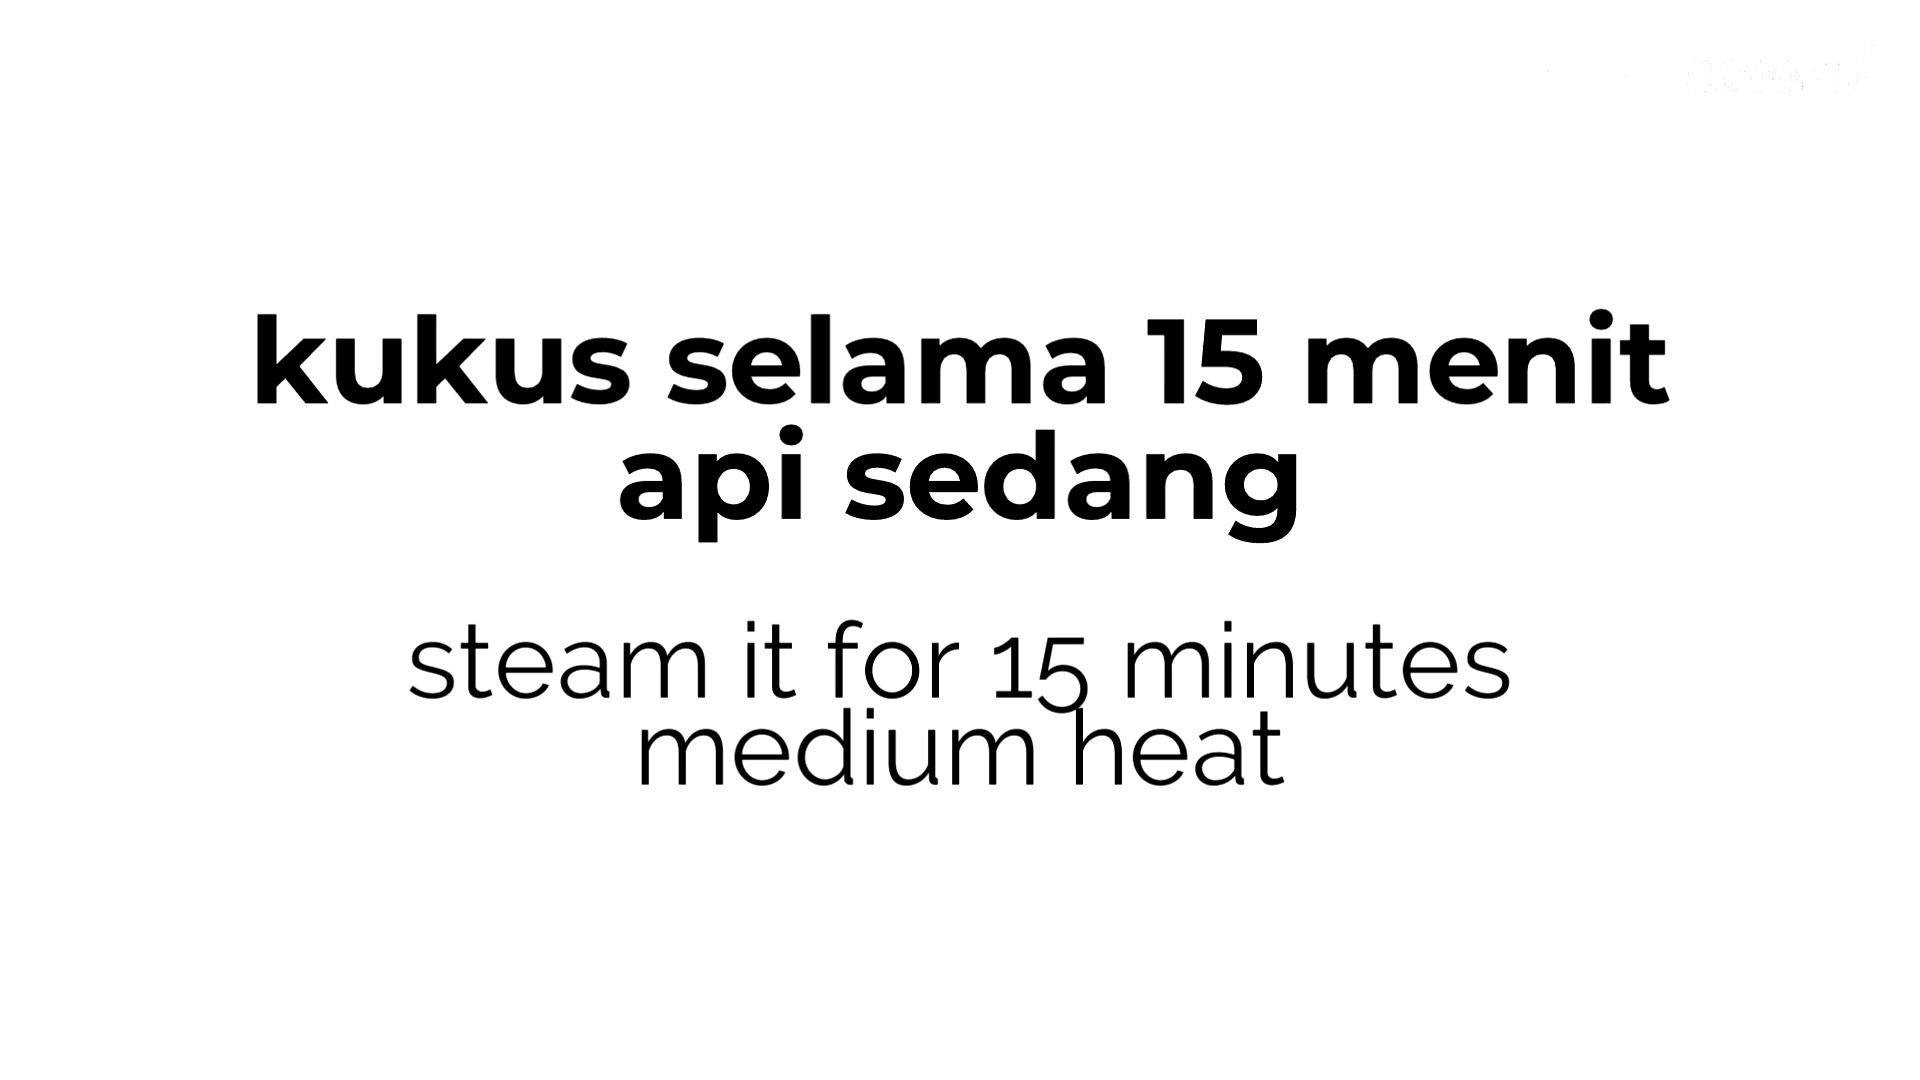 kukus selama 15 menit
api sedang
steam it for 15 minutes
medium heat